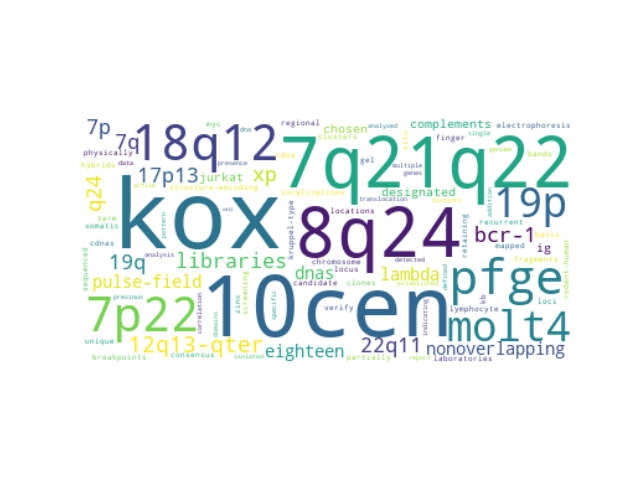 myc
dna
regional
complements
electrophoresis
7p
7q
18q12
chosen
analyzed
single
clusters
situ
finger
physically
7q21q22
genome
bands
hybrids
data
presence
17p13
jurkat
xp
dna
gel
multiple
genes
q24
active
structure-encoding
localizations
designated
distinct
19p
addition
term
somatic
kox
pattern
cell
kruppel-type
locations
translocation
8q24
recurrent
bcr-1
ig
basis
mapped
retaining
fragments
rodent-human
cdnas
19q
analysis
libraries
chromosome
detected
sequenced
pulse-field
dnas
locus
lambda
pfge
candidate
clones
established
defined
kb
loci
previous
7p22
correlation
screening
zinc
specific
10cen
verify
indicating
lymphocyte
molt4
unique
domains
12q13-qter
eighteen
22q11
nonoverlapping
breakpoints
consensus
isolated
partially
report
laboratories